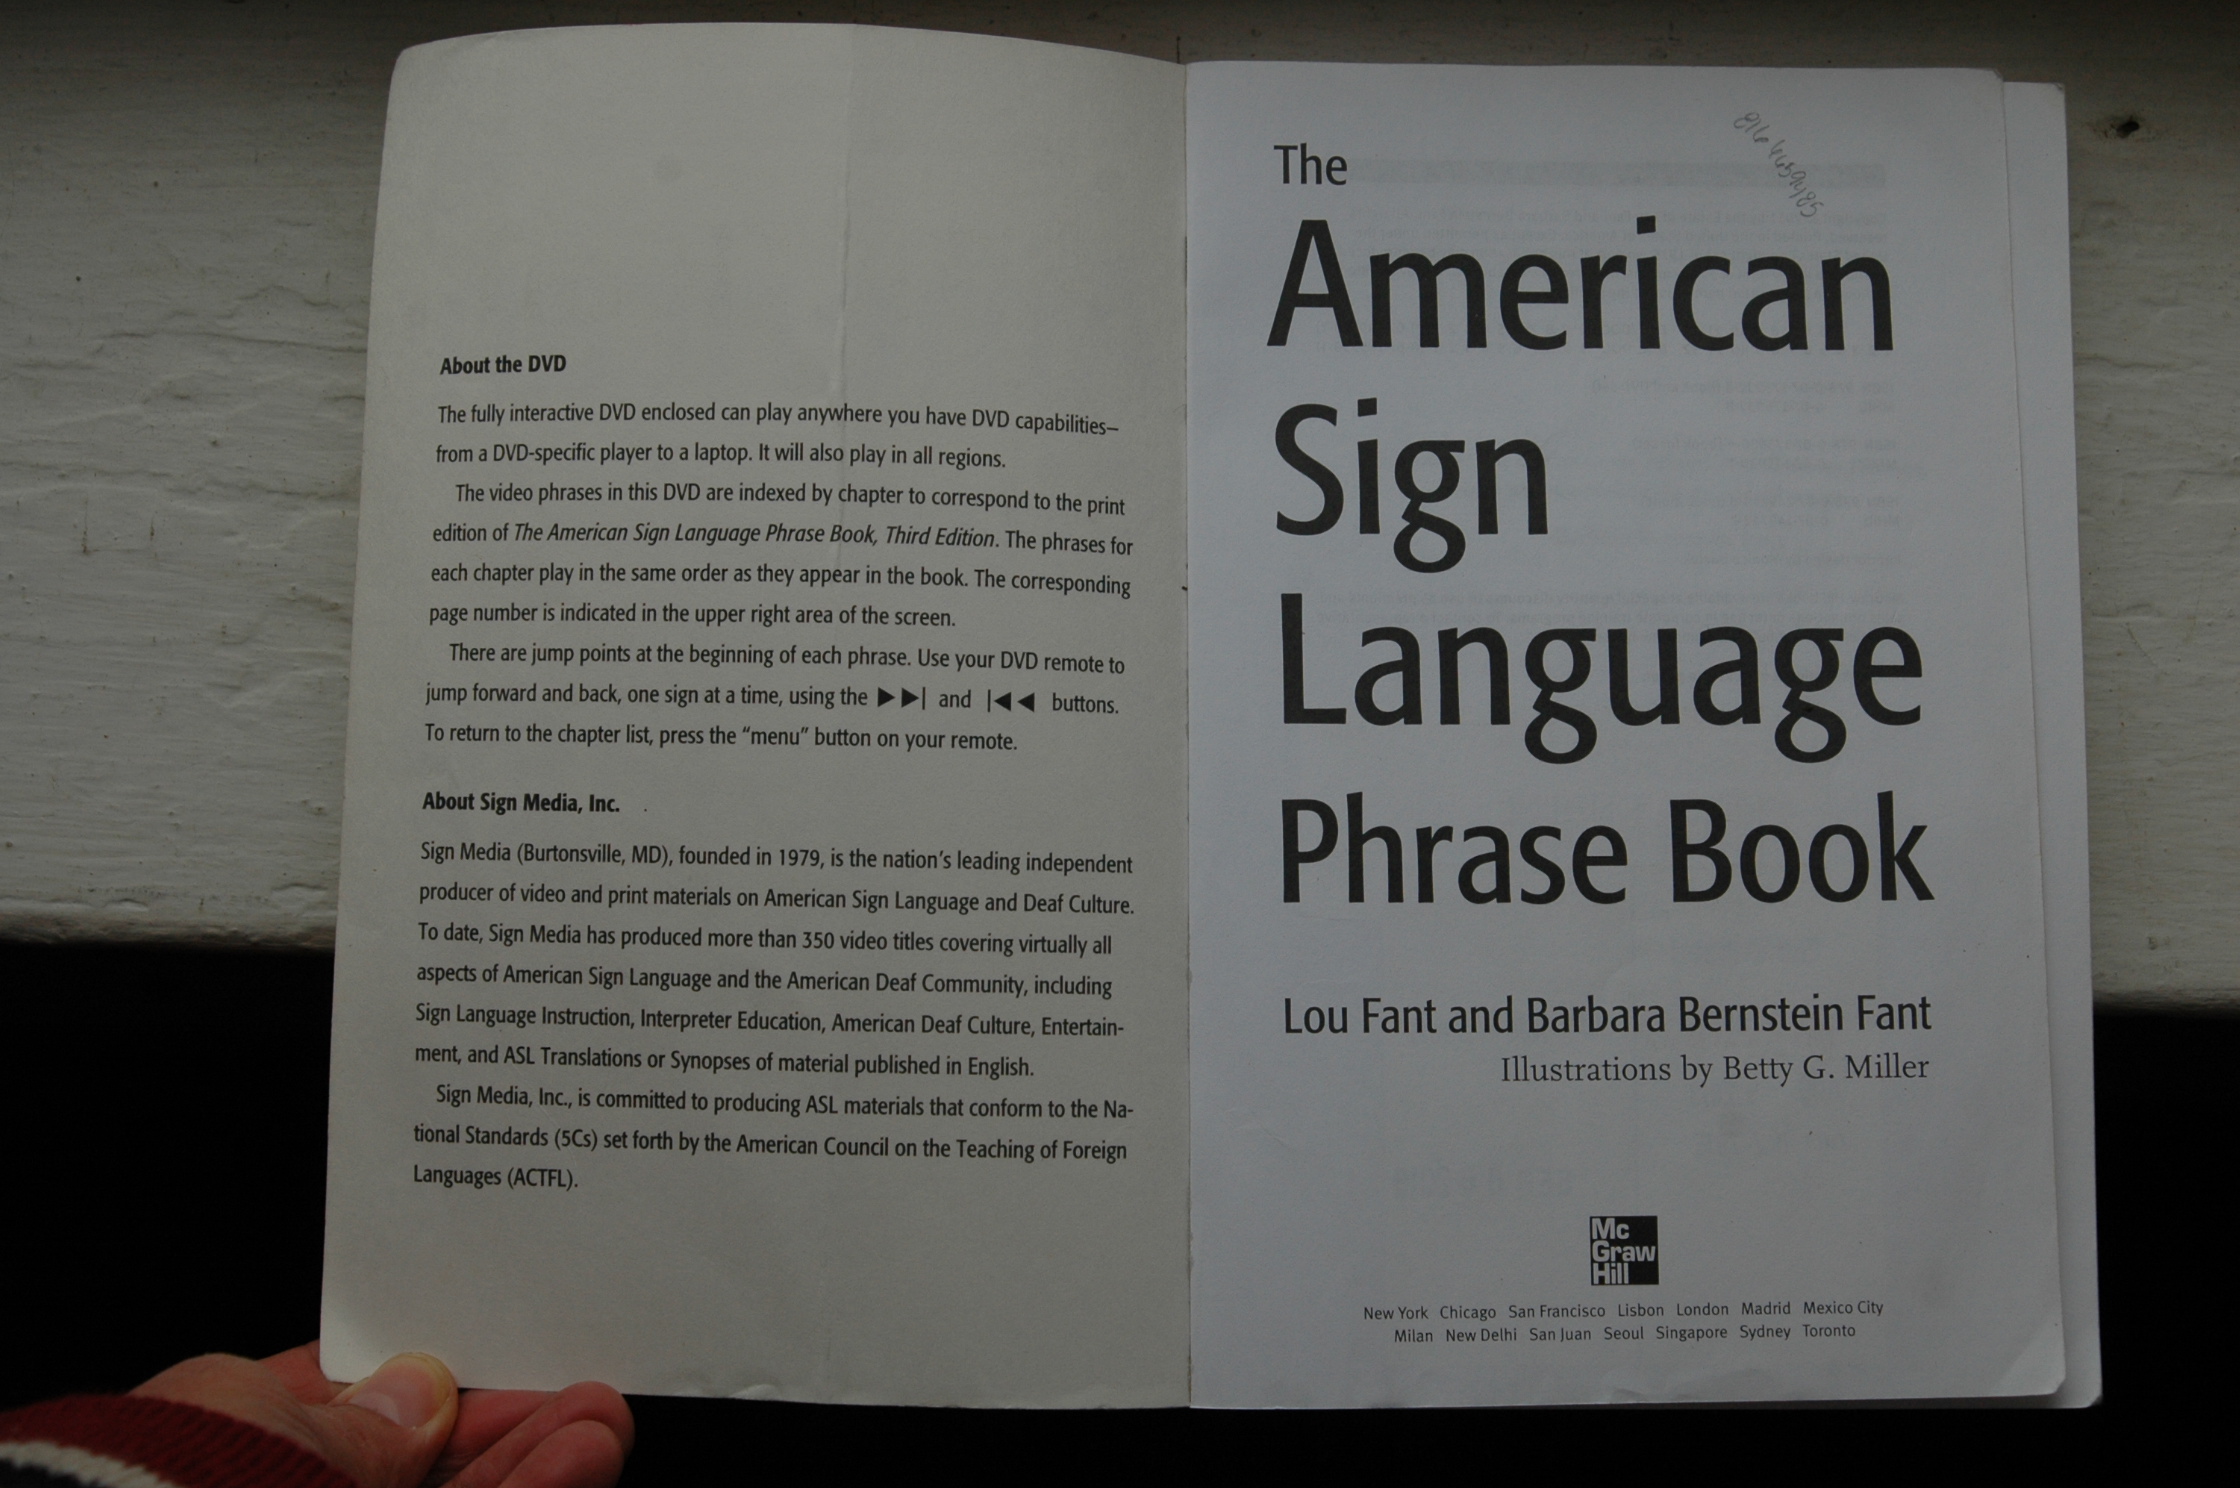 About the DVD
The fully interactive DVD enclosed can play anywhere you have DVD capabilities—
from a DVD-specific player to a laptop. It will also play in all regions.
The video phrases in this DVD are indexed by chapter to correspond to the print
edition of The American Sign Language Phrase Book, Third Edition. The phrases for
each chapter play in the same order as they appear in the book. The corresponding
page number is indicated in the upper right area of the screen.
There are jump points at the beginning of each phrase. Use your DVD remote to
jump forward and back, one sign at a time, using the ▶▶| and |◀◀ buttons.
To return to the chapter list, press the “menu” button on your remote.
About Sign Media, Inc.
Sign Media (Burtonsville, MD), founded in 1979, is the nation’s leading independent
producer of video and print materials on American Sign Language and Deaf Culture.
To date, Sign Media has produced more than 350 video titles covering virtually all
aspects of American Sign Language and the American Deaf Community, including
Sign Language Instruction, Interpreter Education, American Deaf Culture, Entertain-
ment, and ASL Translations or Synopses of material published in English.
Sign Media, Inc., is committed to producing ASL materials that conform to the Na-
tional Standards (5Cs) set forth by the American Council on the Teaching of Foreign
Languages (ACTFL).
The
American
Sign
Language
Phrase Book
Lou Fant and Barbara Bernstein Fant
Illustrations by Betty G. Miller
Mc
Graw
Hill
New York Chicago San Francisco Lisbon London Madrid Mexico City
Milan New Delhi San Juan Seoul Singapore Sydney Toronto